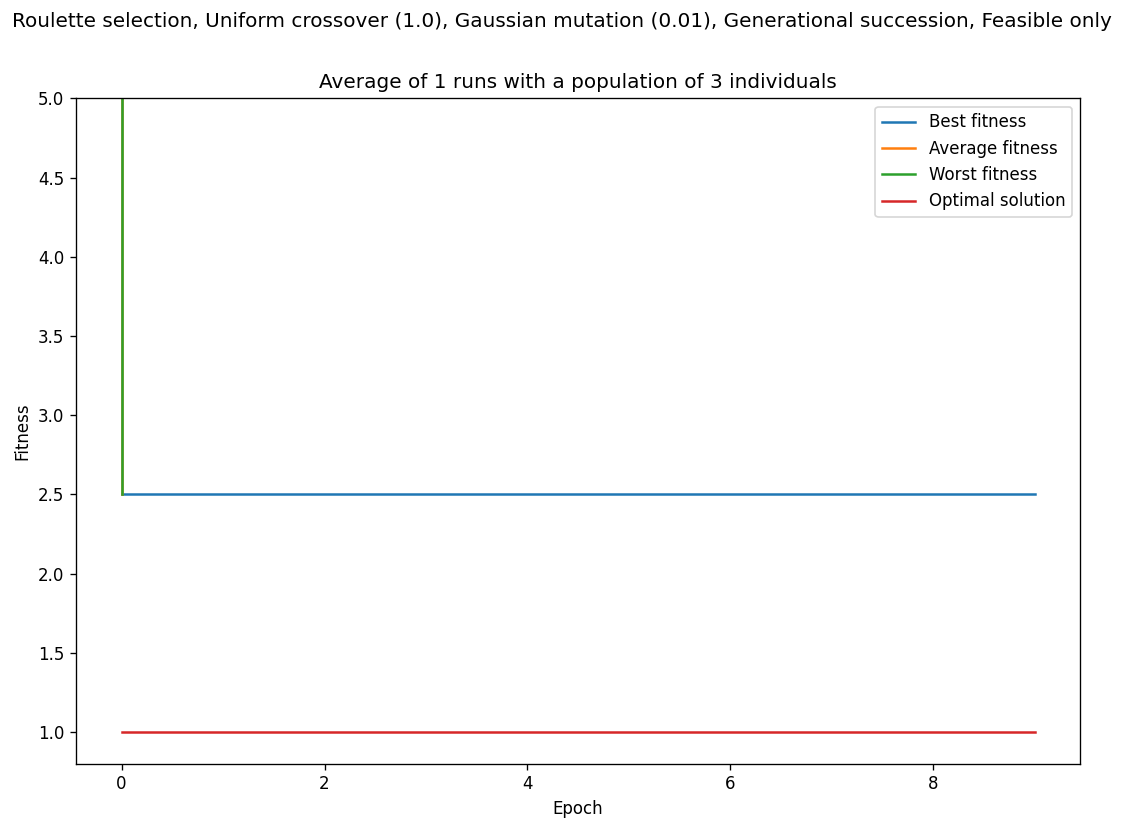 Roulette selection, Uniform crossover (1.0), Gaussian mutation (0.01), Generational succession, Feasible only
Average of 1 runs with a population of 3 individuals
5.0
4.5
4.0
3.5
3.0
2.5
2.0
1.5
1.0
Fitness
Best fitness
Average fitness
Worst fitness
Optimal solution
0
2
4
6
8
Epoch